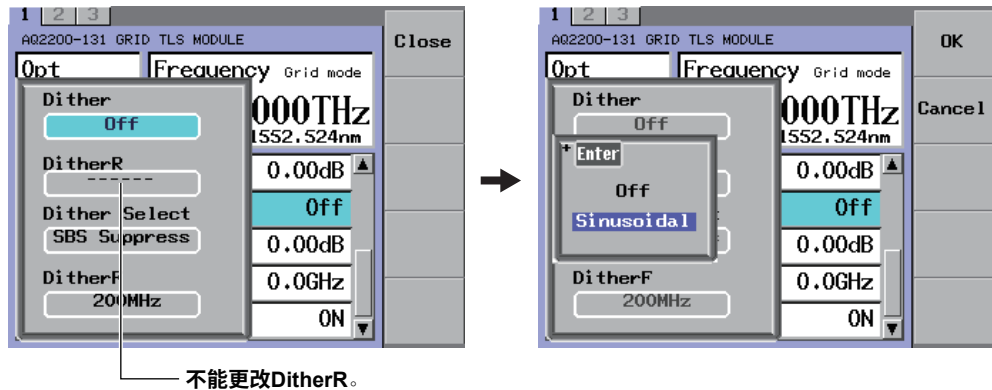 1 2 3
AQ2200-131 GRID TLS MODULE
Close
Opt
Frequency Grid mode
Dither
Off
000THz
1552.524nm
DitherR
------
0.00dB
Dither Select
Off
SBS Suppress
0.00dB
DitherF
0.0GHz
200MHz
ON
不能更改DitherR。
1 2 3
AQ2200-131 GRID TLS MODULE
OK
Opt
Frequency Grid mode
Dither
Off
000THz
1552.524nm
Cancel
+ Enter
0.00dB
Off
Off
Sinusoidal
0.00dB
DitherF
0.0GHz
200MHz
ON